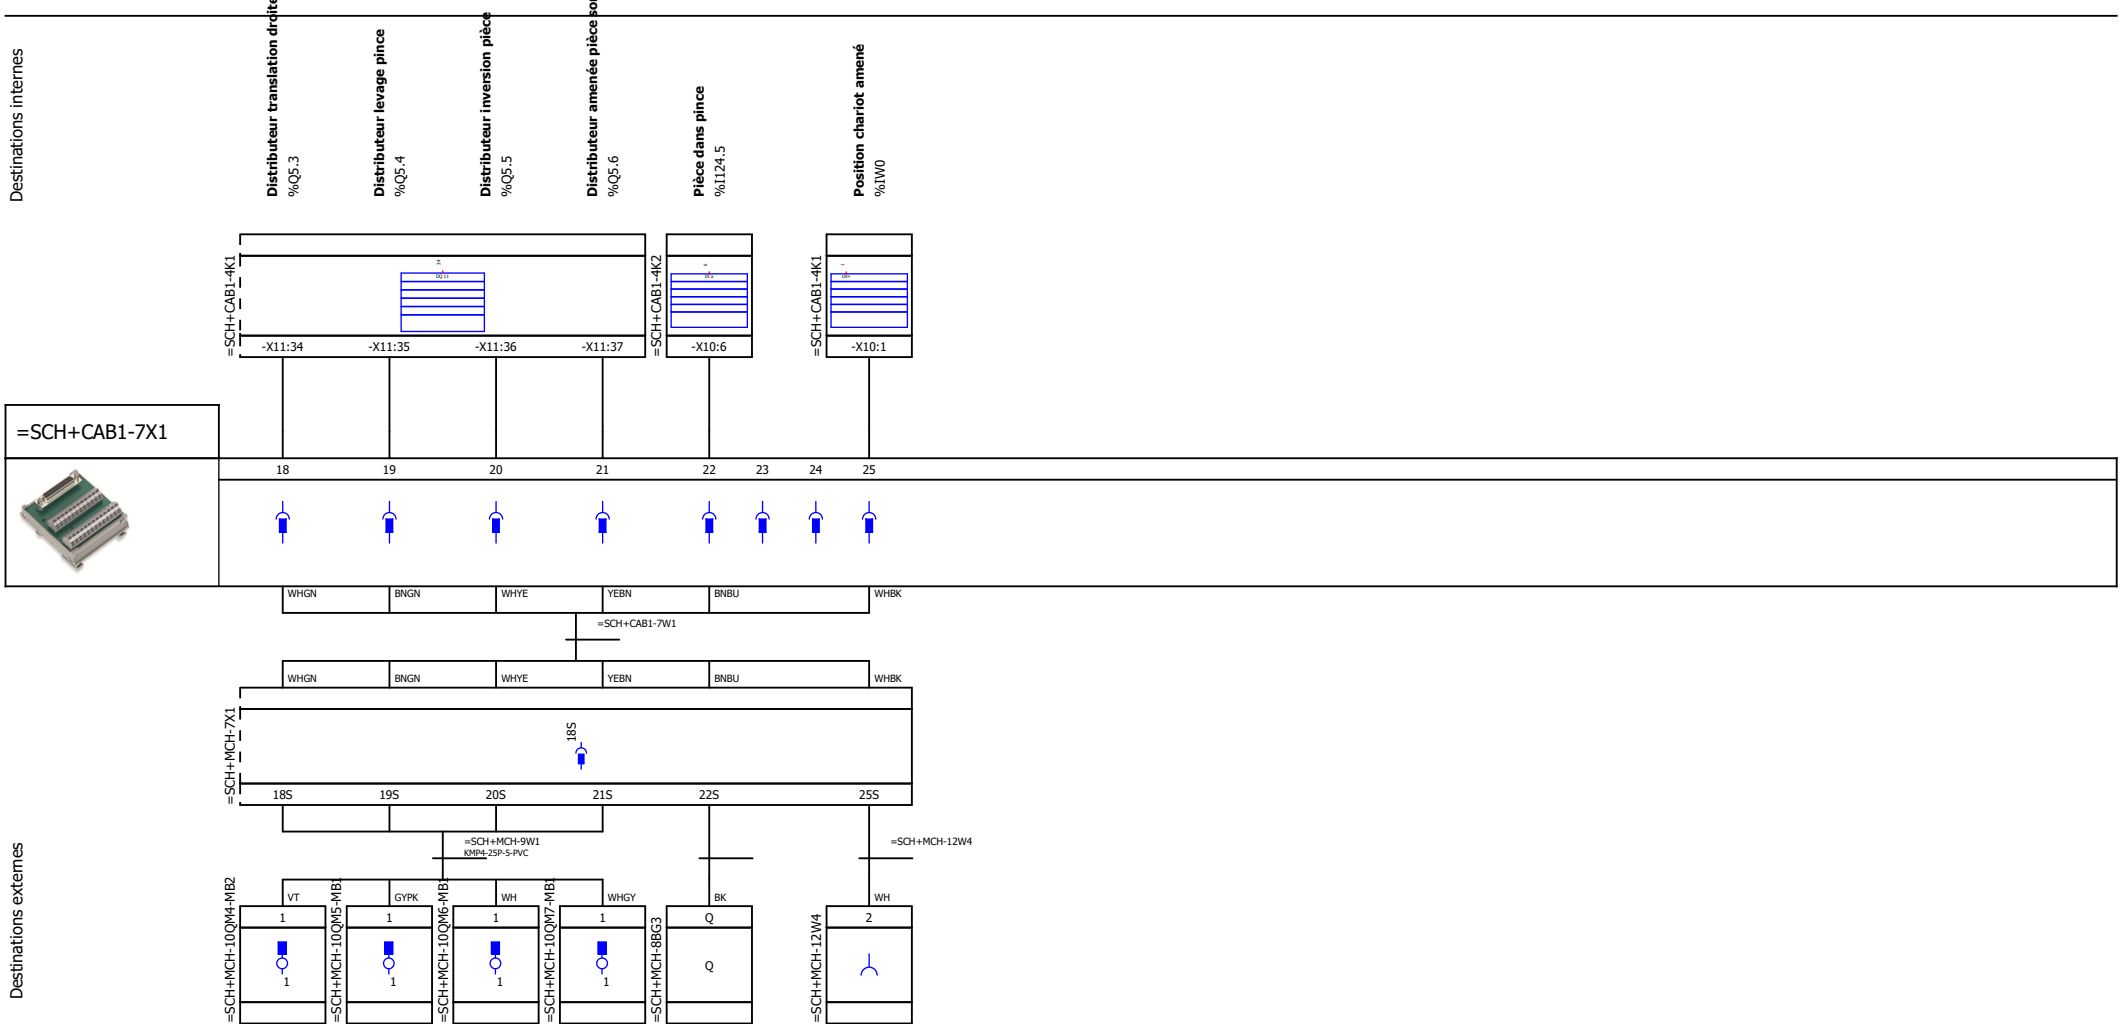 Destinations internes
Distributeur translation droite
%Q5.3
Distributeur levage pince
%Q5.4
Distributeur inversion pièce
%Q5.5
Distributeur amenée pièce
%Q5.6
Pièce dans pince
%I124.5
Position chariot amené
%IW0
=SCH+CAB1-4K1
=SCH+CAB1-4K2
=SCH+CAB1-4K1
-X11:34 -X11:35 -X11:36 -X11:37 -X10:6 -X10:1
=SCH+CAB1-7X1
18 19 20 21 22 23 24 25
WHGN BNGN WHYE YEBN BNBU WHBK
=SCH+CAB1-7W1
WHGN BNGN WHYE YEBN BNBU WHBK
=SCH+MCH-7X1
18S
18S 19S 20S 21S 22S 25S
=SCH+MCH-9W1
KMP4-25P-5-PVC
=SCH+MCH-12W4
Destinations externes
VT GYPK WH WHGY BK WH
=SCH+MCH-10QM4-MB2
=SCH+MCH-10QM5-MB1
=SCH+MCH-10QM6-MB1
=SCH+MCH-10QM7-MB1
=SCH+MCH-8BG3
=SCH+MCH-12W4
1 1 1 1 Q 2
1 1 1 1 Q